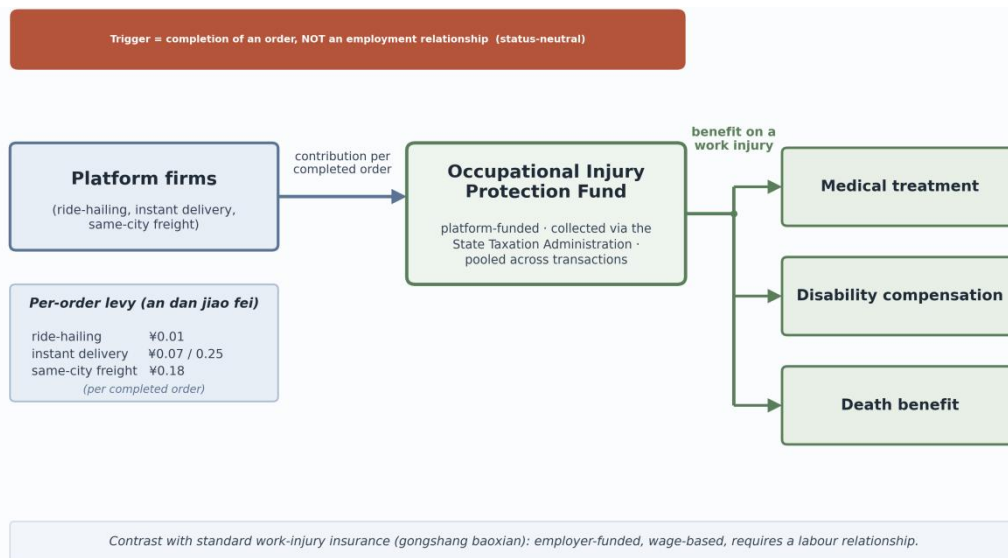 Trigger = completion of an order, NOT an employment relationship (status-neutral)
Platform firms
(ride-hailing, instant delivery,
same-city freight)
contribution per
completed order
Occupational Injury
Protection Fund
platform-funded · collected via the
State Taxation Administration ·
pooled across transactions
benefit on a
work injury
Medical treatment
Disability compensation
Death benefit
Per-order levy (an dan jiao fei)
ride-hailing ¥0.01
instant delivery ¥0.07 / 0.25
same-city freight ¥0.18
(per completed order)
Contrast with standard work-injury insurance (gongshang baoxian): employer-funded, wage-based, requires a labour relationship.